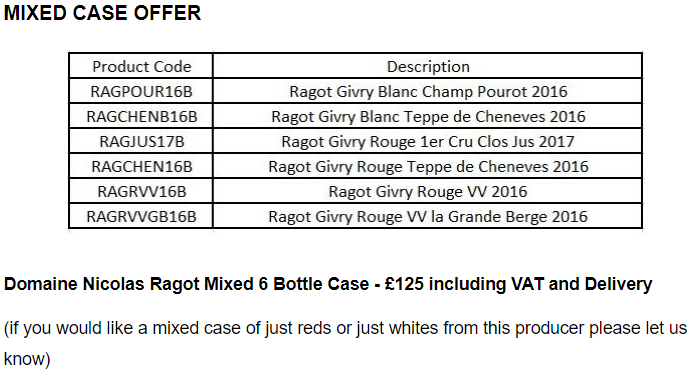 MIXED CASE OFFER
Product Code Description
RAGPOUR16B Ragot Givry Blanc Champ Pourot 2016
RAGCHENB16B Ragot Givry Blanc Teppe de Cheneves 2016
RAGJUS17B Ragot Givry Rouge 1er Cru Clos Jus 2017
RAGCHEN16B Ragot Givry Rouge Teppe de Cheneves 2016
RAGRVV16B Ragot Givry Rouge VV 2016
RAGRVVGB16B Ragot Givry Rouge VV la Grande Berge 2016
Domaine Nicolas Ragot Mixed 6 Bottle Case - £125 including VAT and Delivery
(if you would like a mixed case of just reds or just whites from this producer please let us
know)